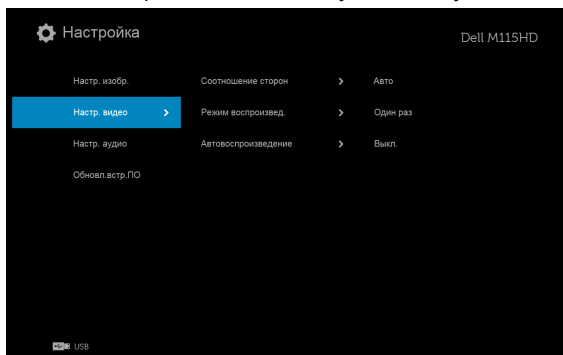 Настройка
Dell M115HD
Настр. изобр.
Соотношение сторон
Авто
Настр. видео
Режим воспроизвед.
Один раз
Настр. аудио
Автовоспроизведение
Выкл.
Обновл.встр.ПО
USB